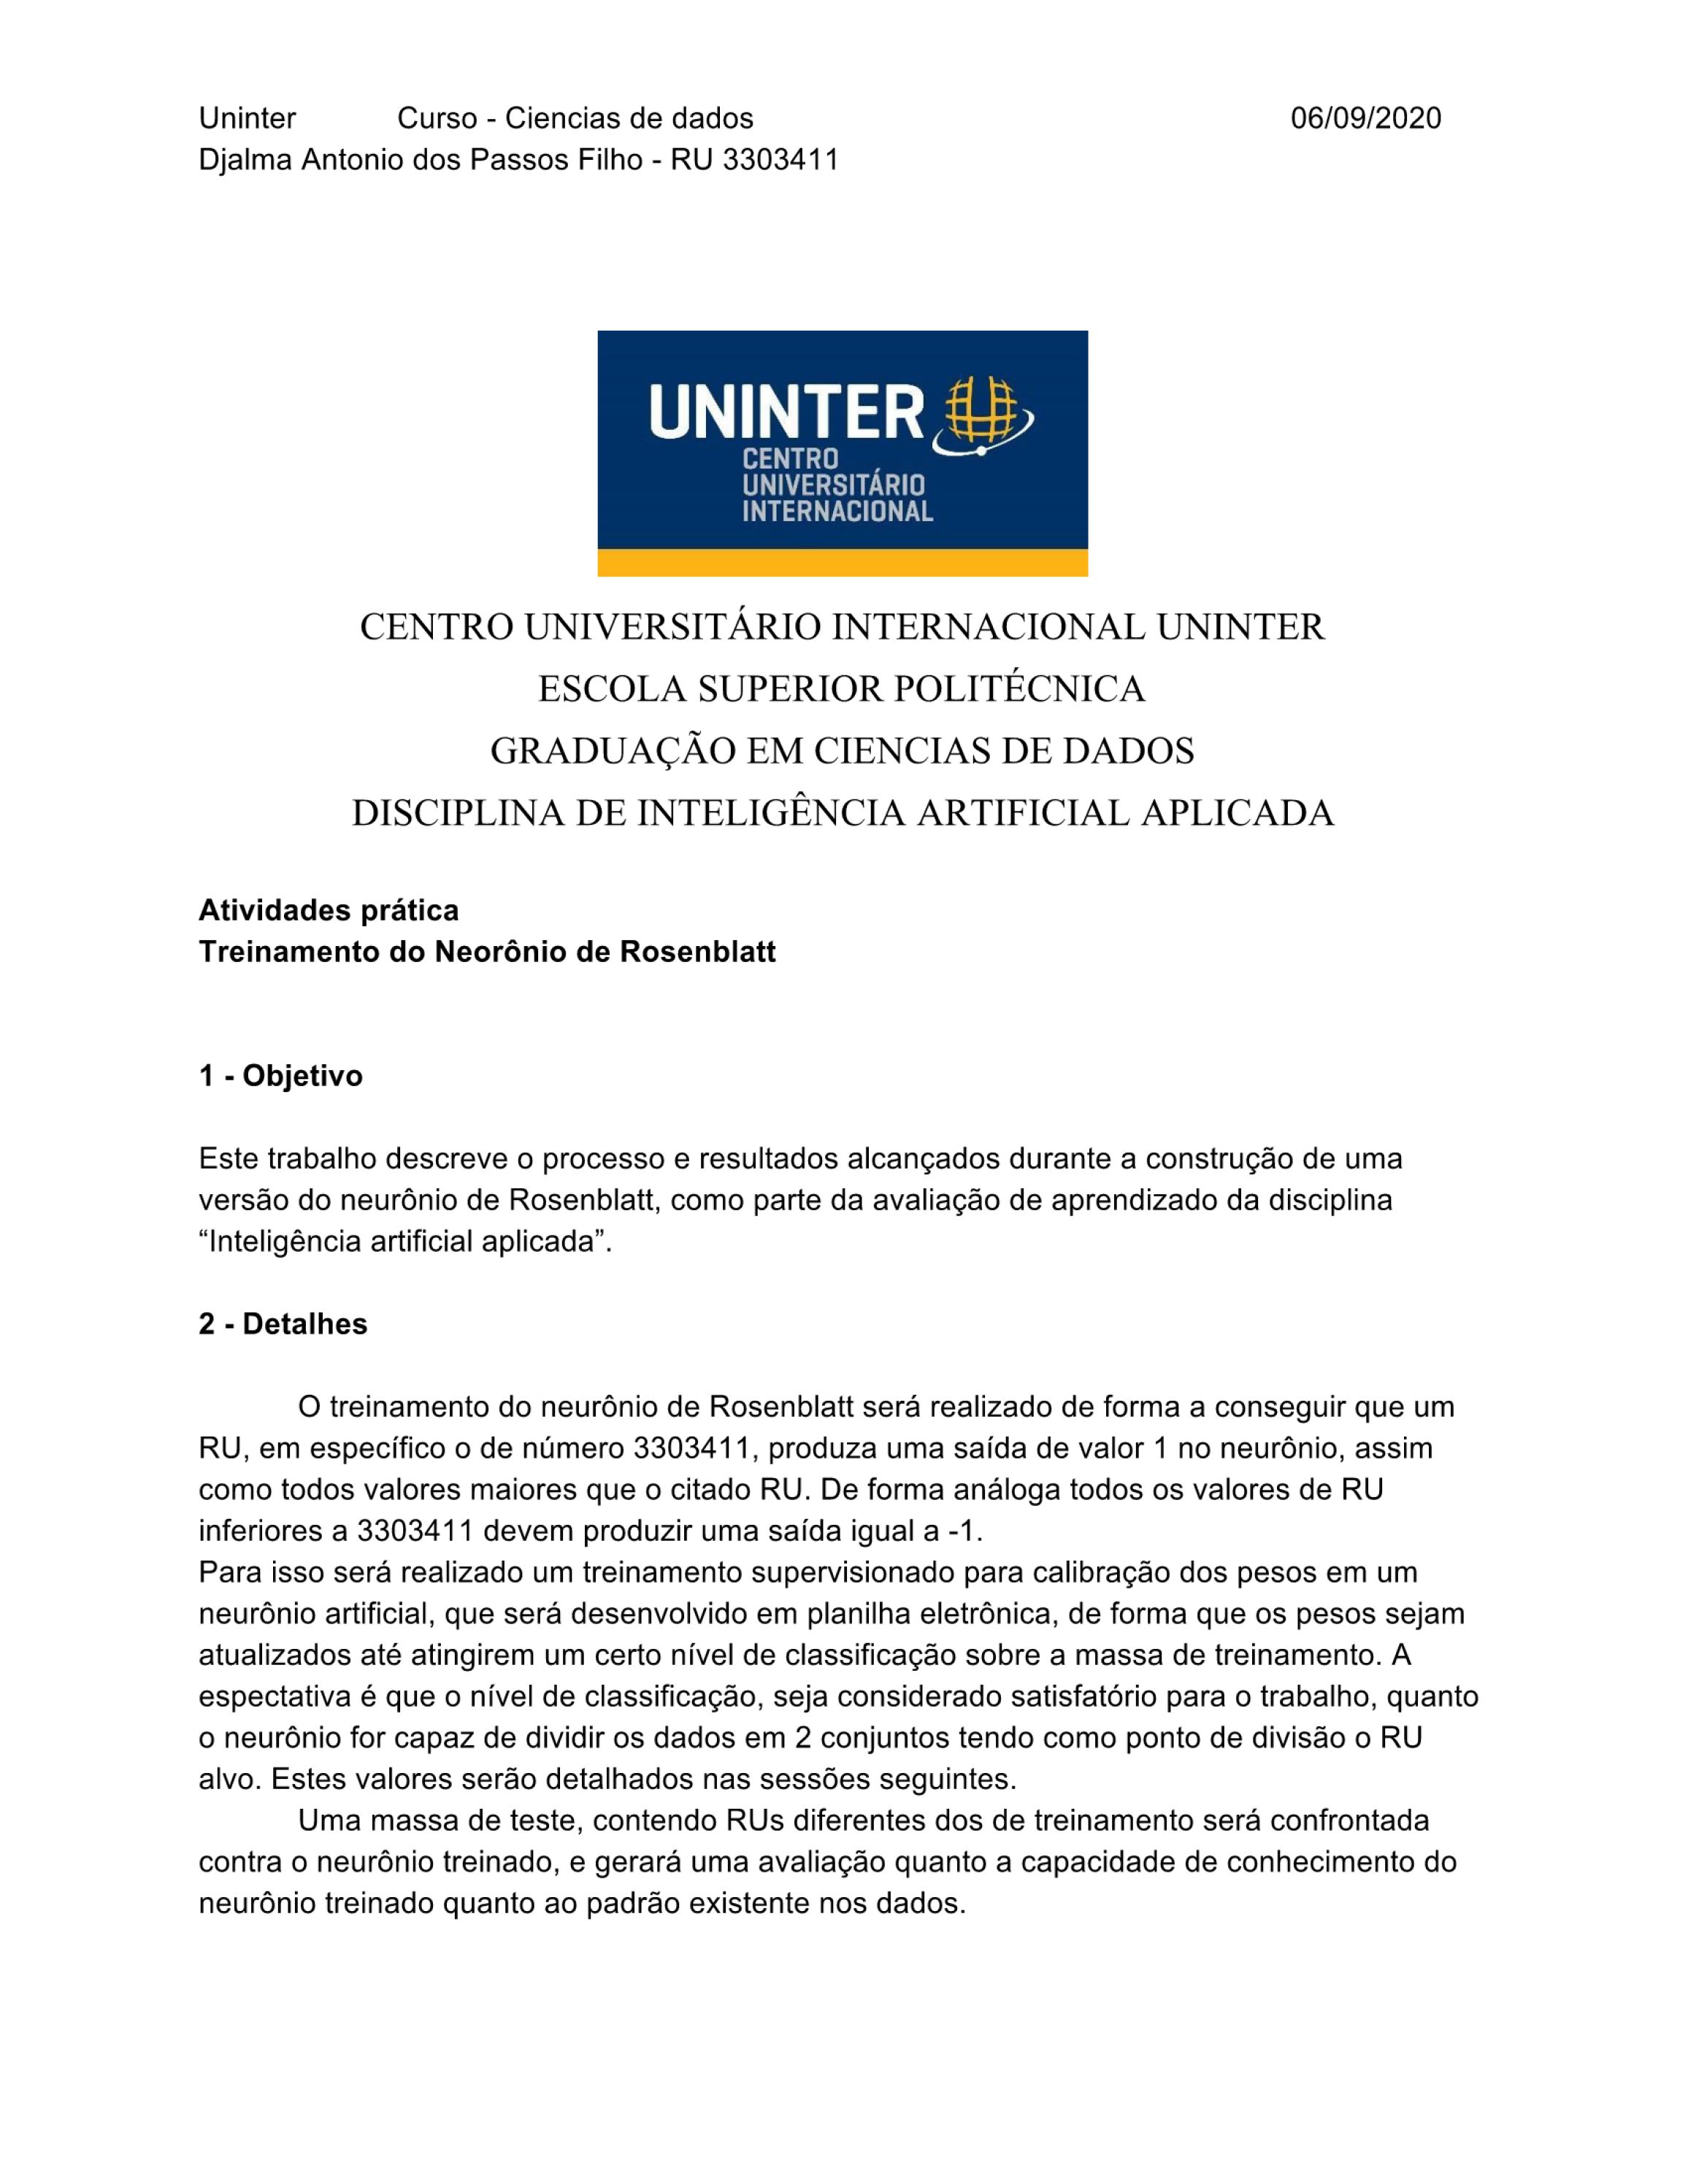 Uninter Curso - Ciencias de dados 06/09/2020
Djalma Antonio dos Passos Filho - RU 3303411
UNINTER
CENTRO
UNIVERSITÁRIO
INTERNACIONAL
CENTRO UNIVERSITÁRIO INTERNACIONAL UNINTER
ESCOLA SUPERIOR POLITÉCNICA
GRADUAÇÃO EM CIENCIAS DE DADOS
DISCIPLINA DE INTELIGÊNCIA ARTIFICIAL APLICADA
Atividades prática
Treinamento do Neorônio de Rosenblatt
1 - Objetivo
Este trabalho descreve o processo e resultados alcançados durante a construção de uma
versão do neurônio de Rosenblatt, como parte da avaliação de aprendizado da disciplina
“Inteligência artificial aplicada”.
2 - Detalhes
O treinamento do neurônio de Rosenblatt será realizado de forma a conseguir que um
RU, em específico o de número 3303411, produza uma saída de valor 1 no neurônio, assim
como todos valores maiores que o citado RU. De forma análoga todos os valores de RU
inferiores a 3303411 devem produzir uma saída igual a -1.
Para isso será realizado um treinamento supervisionado para calibração dos pesos em um
neurônio artificial, que será desenvolvido em planilha eletrônica, de forma que os pesos sejam
atualizados até atingirem um certo nível de classificação sobre a massa de treinamento. A
espectativa é que o nível de classificação, seja considerado satisfatório para o trabalho, quanto
o neurônio for capaz de dividir os dados em 2 conjuntos tendo como ponto de divisão o RU
alvo. Estes valores serão detalhados nas sessões seguintes.
Uma massa de teste, contendo RUs diferentes dos de treinamento será confrontada
contra o neurônio treinado, e gerará uma avaliação quanto a capacidade de conhecimento do
neurônio treinado quanto ao padrão existente nos dados.